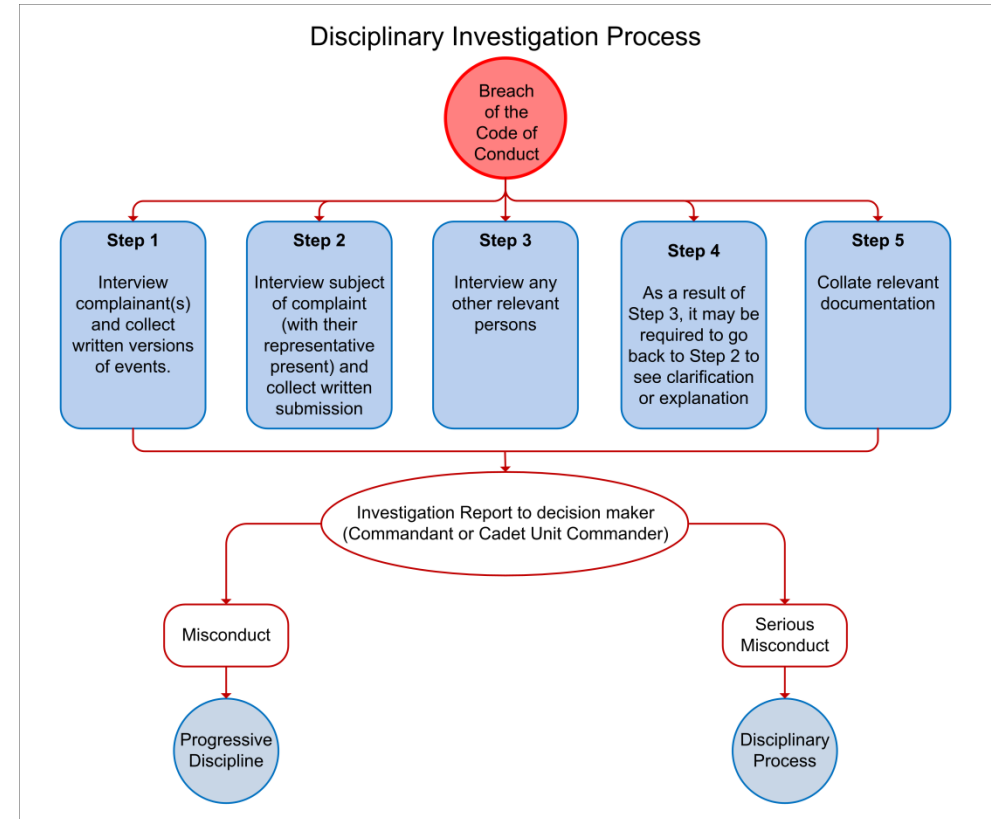 Disciplinary Investigation Process
Breach
of the
Code of
Conduct
Step 1
Interview
complainant(s)
and collect
written versions
of events.
Step 2
Interview subject
of complaint
(with their
representative
present) and
collect written
submission
Step 3
Interview any
other relevant
persons
Step 4
As a result of
Step 3, it may be
required to go
back to Step 2 to
see clarification
or explanation
Step 5
Collate relevant
documentation
Investigation Report to decision maker
(Commandant or Cadet Unit Commander)
Misconduct
Serious
Misconduct
Progressive
Discipline
Disciplinary
Process